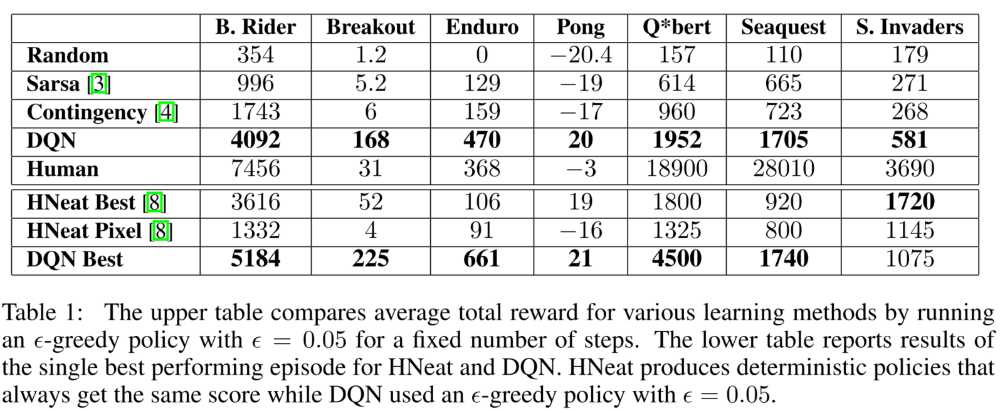 B. Rider Breakout Enduro Pong Q*bert Seaquest S. Invaders
Random 354 1.2 0 −20.4 157 110 179
Sarsa [3] 996 5.2 129 −19 614 665 271
Contingency [4] 1743 6 159 −17 960 723 268
DQN 4092 168 470 20 1952 1705 581
Human 7456 31 368 −3 18900 28010 3690
HNeat Best [8] 3616 52 106 19 1800 920 1720
HNeat Pixel [8] 1332 4 91 −16 1325 800 1145
DQN Best 5184 225 661 21 4500 1740 1075
Table 1: The upper table compares average total reward for various learning methods by running
an ϵ-greedy policy with ϵ = 0.05 for a fixed number of steps. The lower table reports results of
the single best performing episode for HNeat and DQN. HNeat produces deterministic policies that
always get the same score while DQN used an ϵ-greedy policy with ϵ = 0.05.